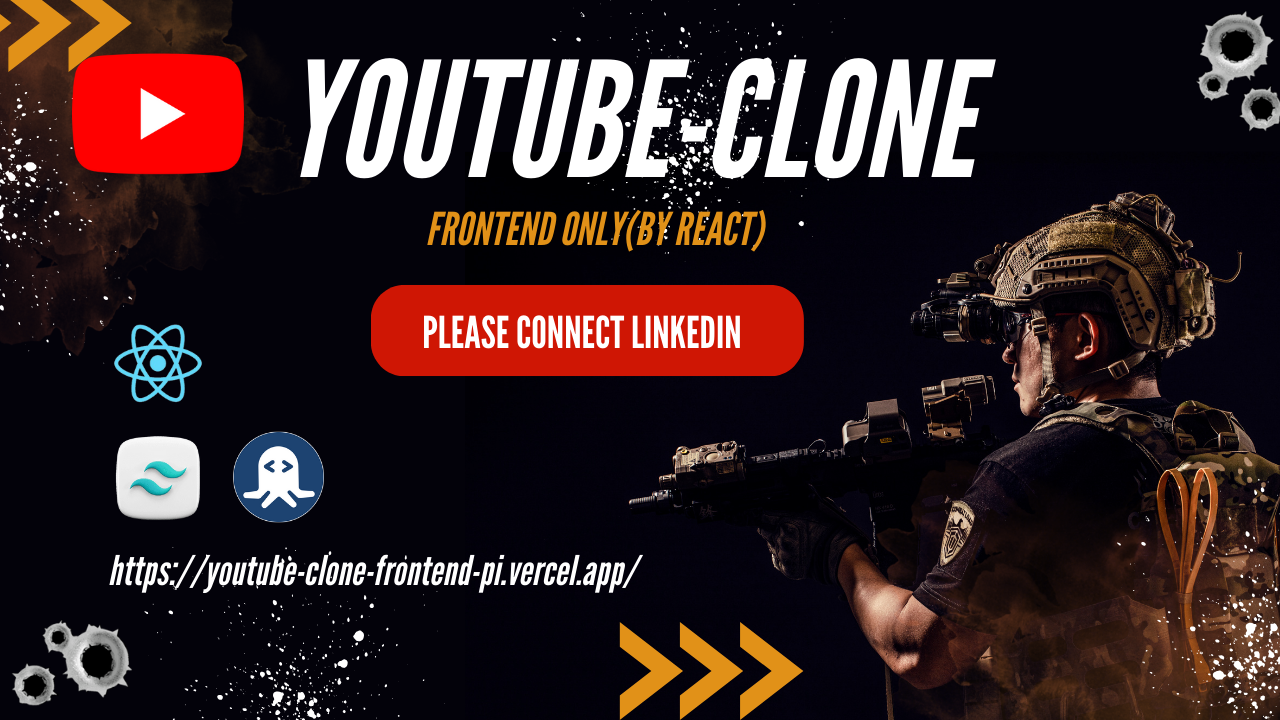 YOUTUBE-CLONE
FRONTEND ONLY(BY REACT)
PLEASE CONNECT LINKEDIN
https://youtube-clone-frontend-pi.vercel.app/